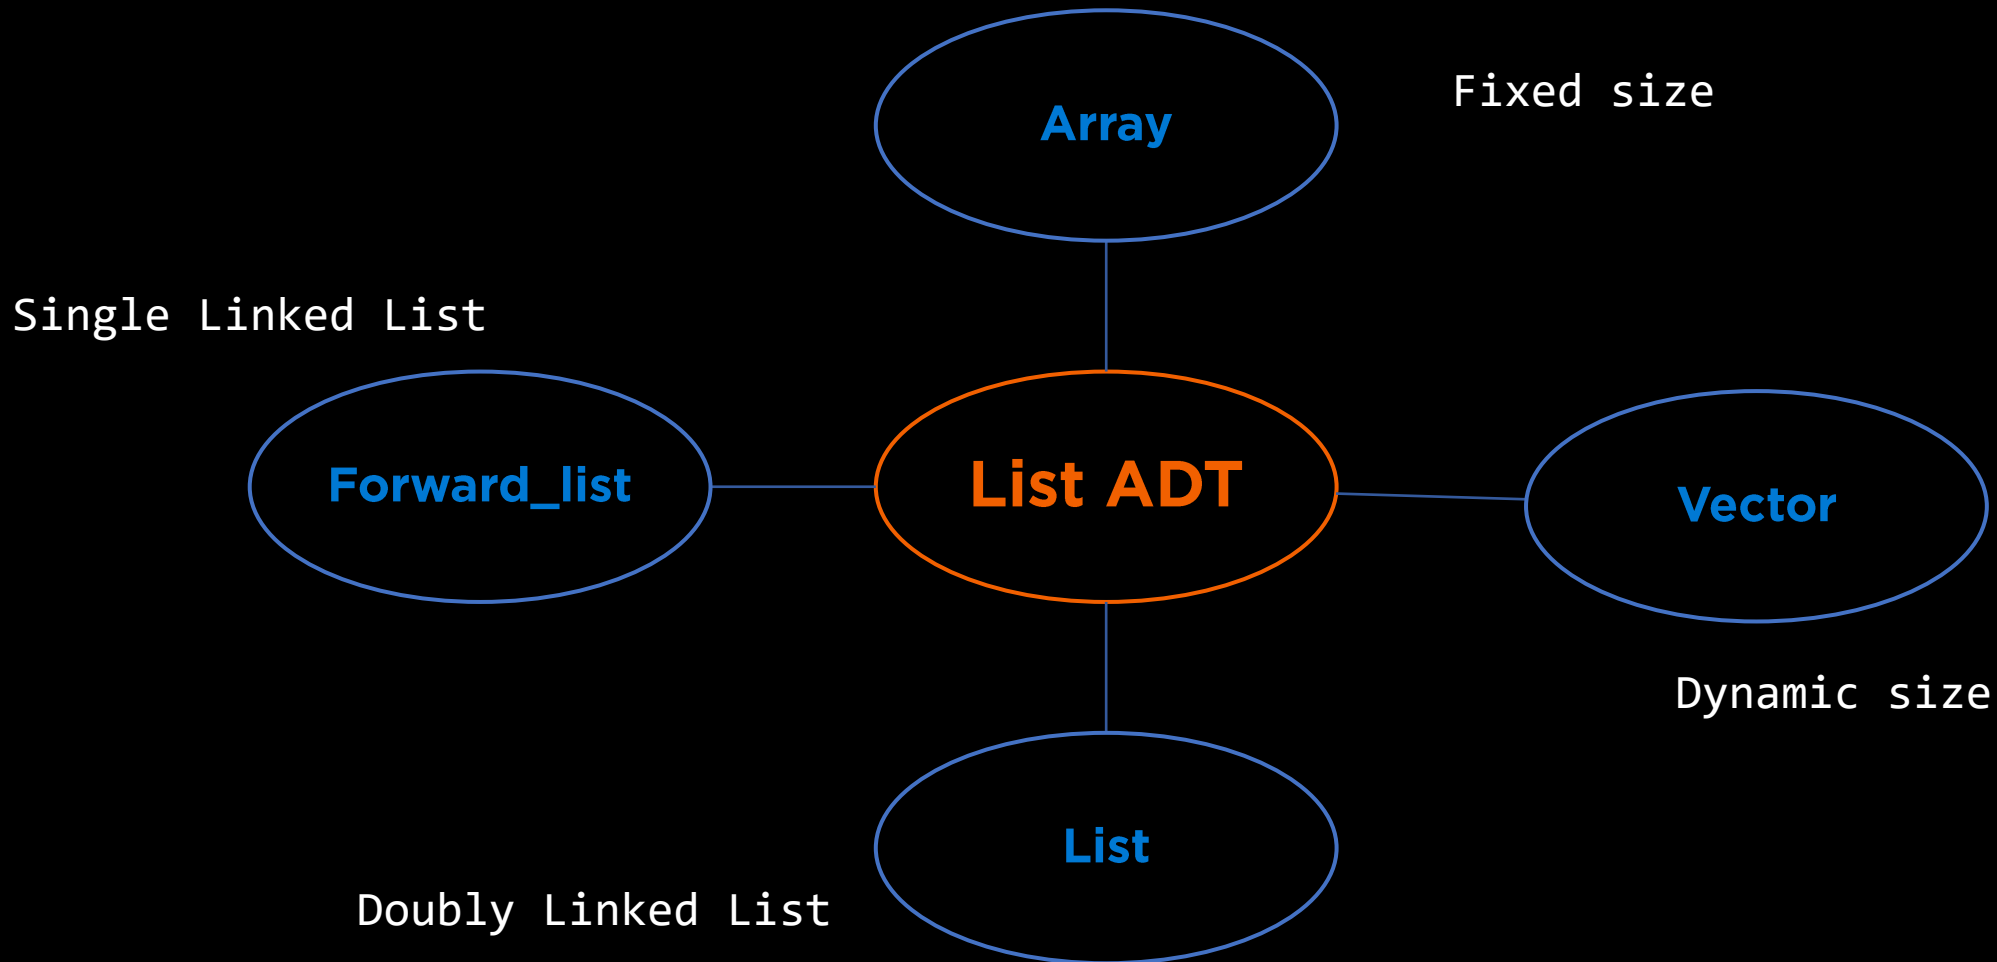 Array
Fixed size
Single Linked List
Forward_list
List ADT
Vector
Dynamic size
List
Doubly Linked List